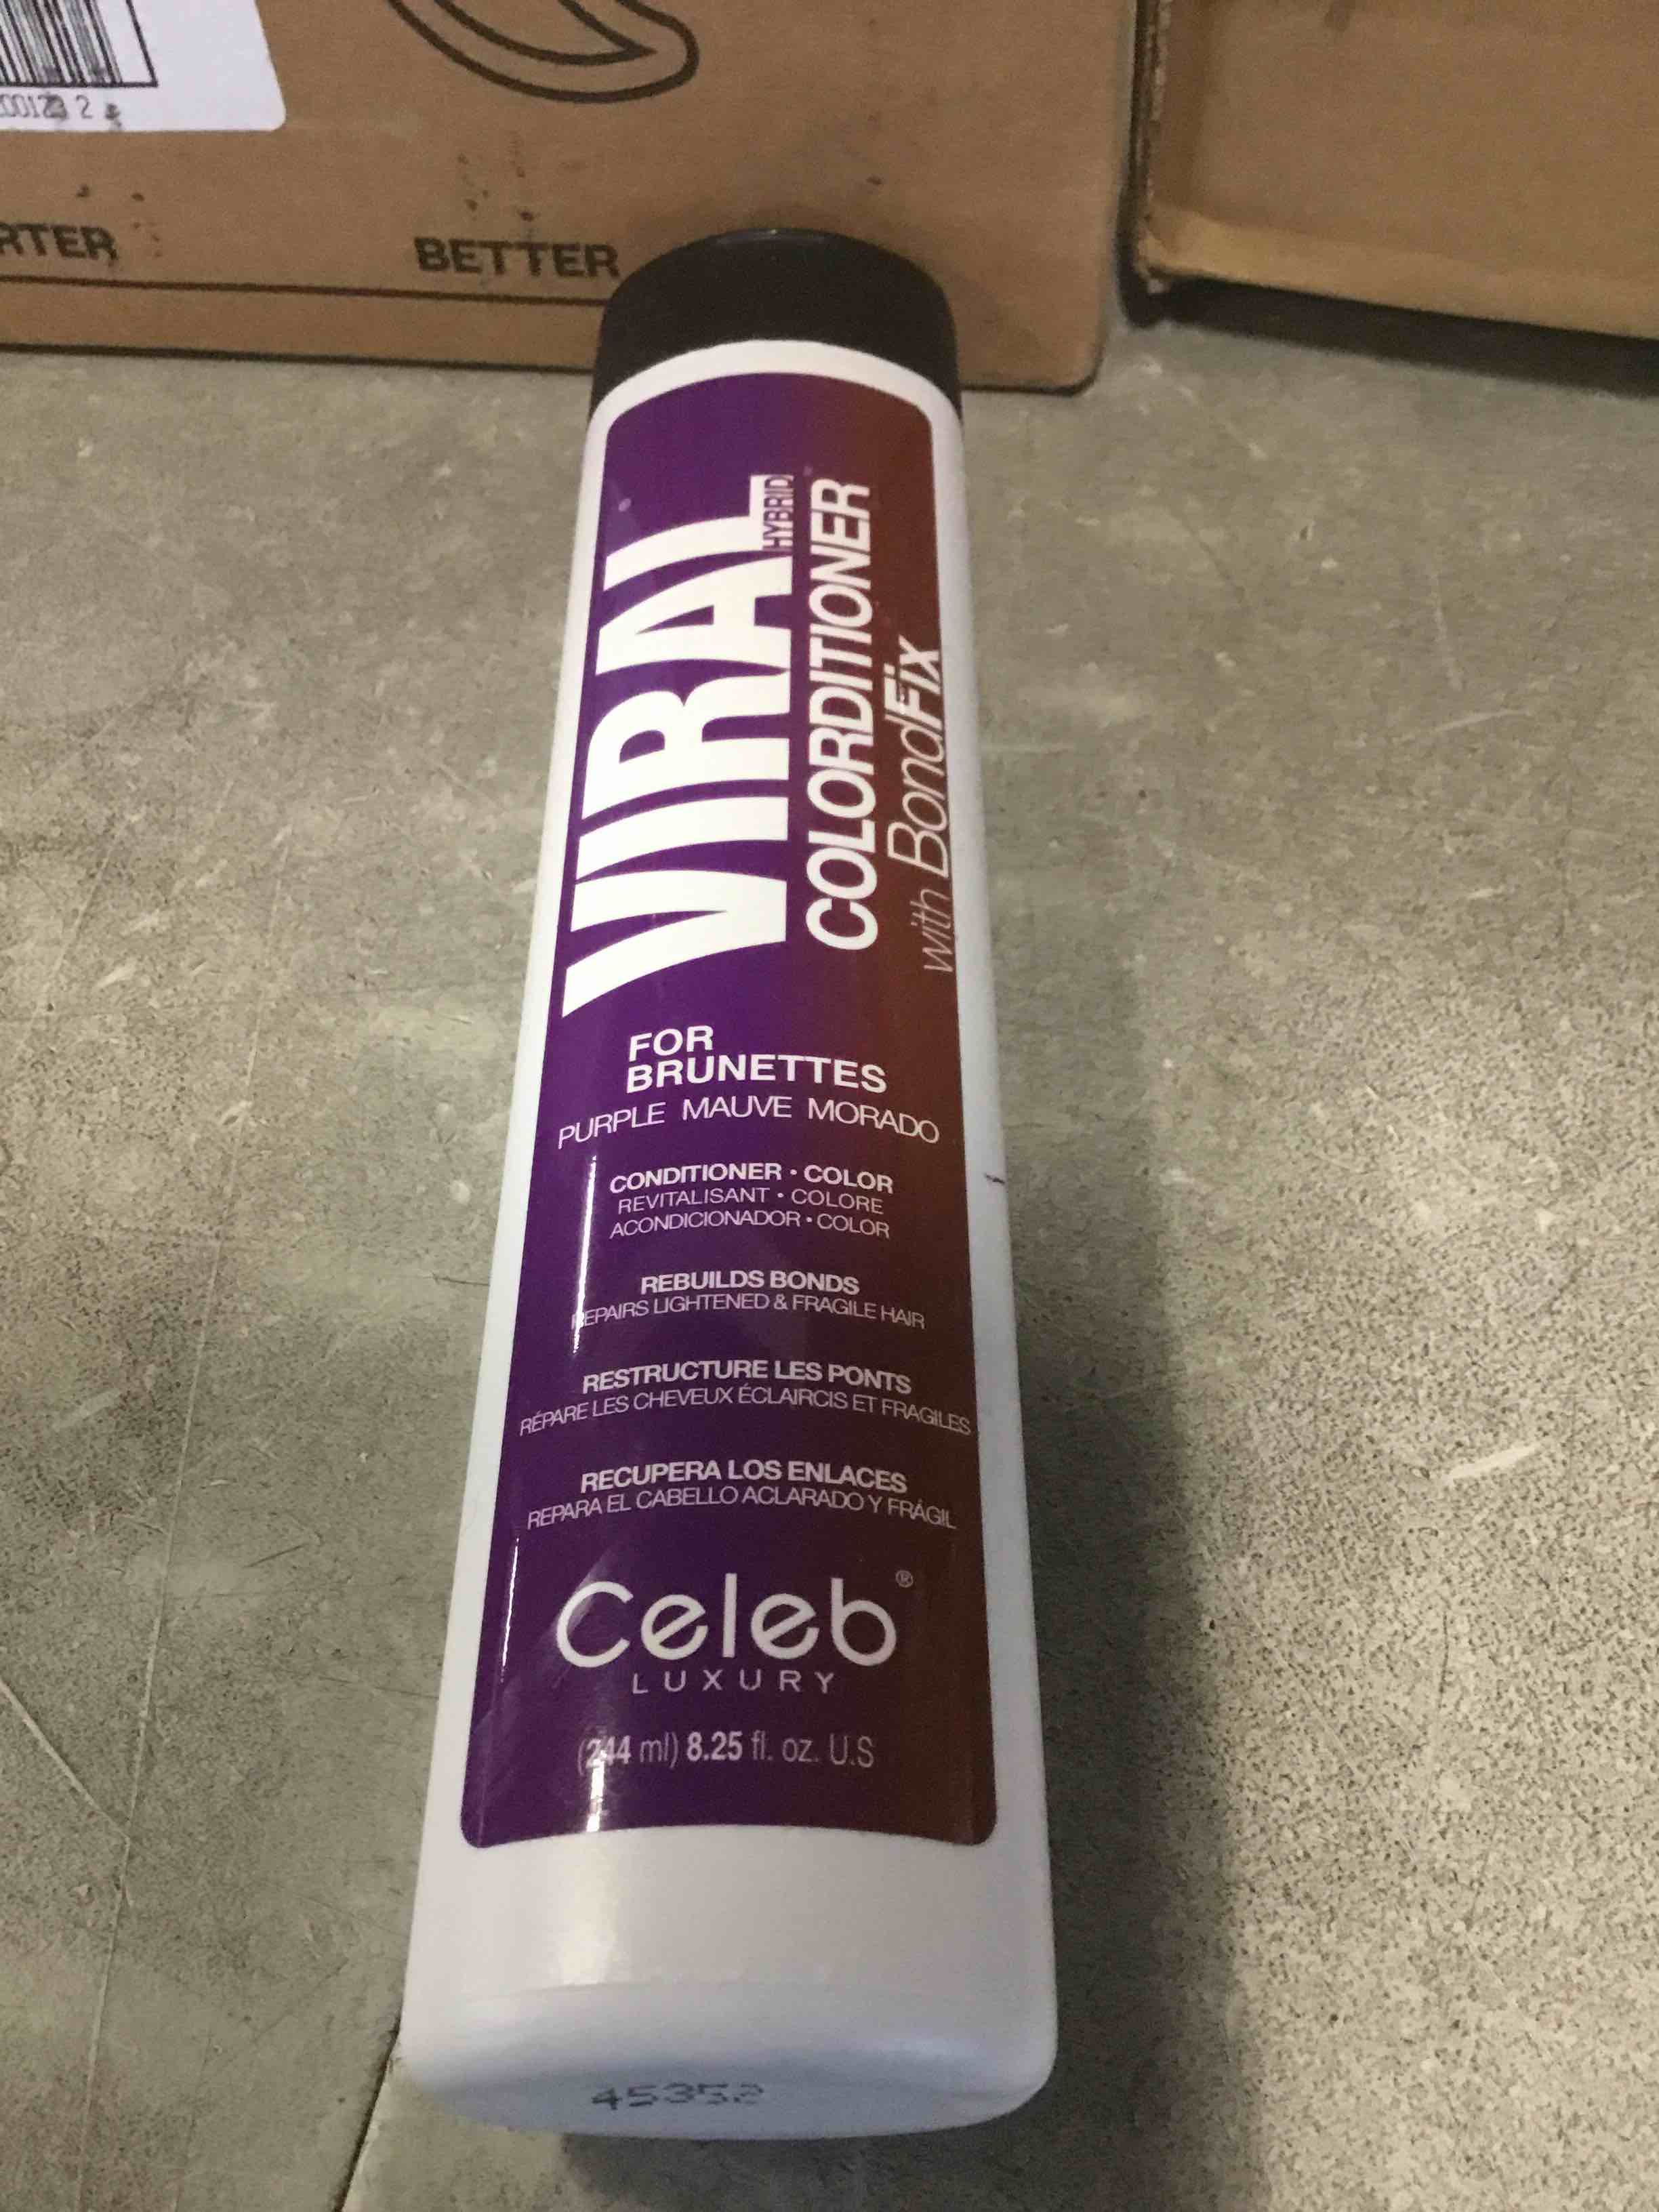 BETTER
VIRAL
HYBRID
COLORDITIONER
with BondFix
FOR
BRUNETTES
PURPLE MAUVE MORADO
CONDITIONER • COLOR
REVITALISANT • COLORE
ACONDICIONADOR • COLOR
REBUILDS BONDS
REPAIRS LIGHTENED & FRAGILE HAIR
RESTRUCTURE LES PONTS
RÉPARE LES CHEVEUX ÉCLAIRCIS ET FRAGILES
RECUPERA LOS ENLACES
REPARA EL CABELLO ACLARADO Y FRÁGIL
Celeb®
LUXURY
(244 ml) 8.25 fl. oz. U.S
45352